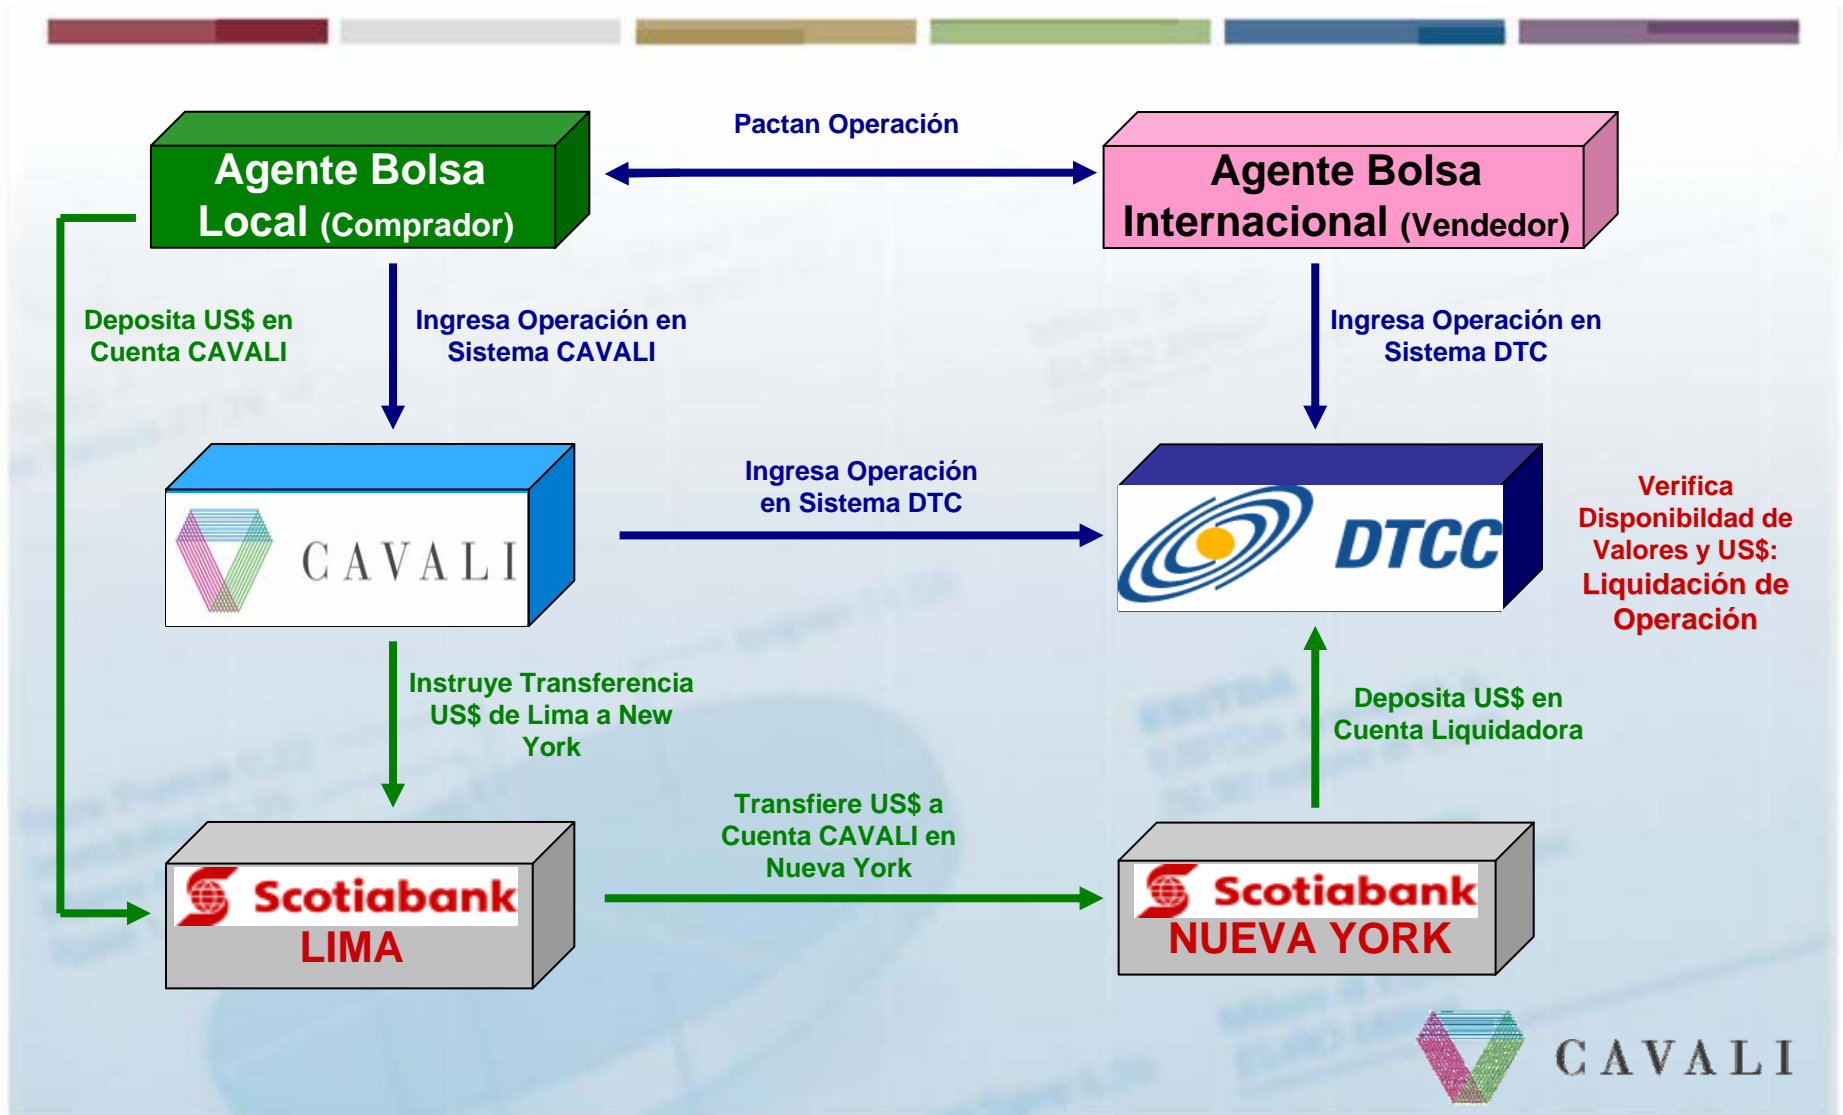 Pactan Operación
Agente Bolsa
Local (Comprador)
Agente Bolsa
Internacional (Vendedor)
Deposita US$ en
Cuenta CAVALI
Ingresa Operación en
Sistema CAVALI
Ingresa Operación en
Sistema DTC
CAVALI
Ingresa Operación
en Sistema DTC
DTCC
Verifica
Disponibildad de
Valores y US$:
Liquidación de
Operación
Instruye Transferencia
US$ de Lima a New
York
Deposita US$ en
Cuenta Liquidadora
Transfiere US$ a
Cuenta CAVALI en
Nueva York
Scotiabank
LIMA
Scotiabank
NUEVA YORK
CAVALI